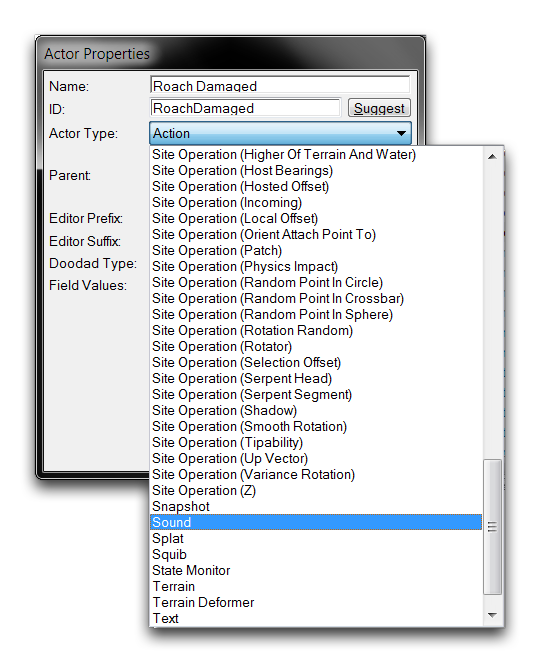 Actor Properties
Name: Roach Damaged
ID: RoachDamaged Suggest
Actor Type: Action
Parent:
Editor Prefix:
Editor Suffix:
Doodad Type:
Field Values:
Site Operation (Higher Of Terrain And Water)
Site Operation (Host Bearings)
Site Operation (Hosted Offset)
Site Operation (Incoming)
Site Operation (Local Offset)
Site Operation (Orient Attach Point To)
Site Operation (Patch)
Site Operation (Physics Impact)
Site Operation (Random Point In Circle)
Site Operation (Random Point In Crossbar)
Site Operation (Random Point In Sphere)
Site Operation (Rotation Random)
Site Operation (Rotator)
Site Operation (Selection Offset)
Site Operation (Serpent Head)
Site Operation (Serpent Segment)
Site Operation (Shadow)
Site Operation (Smooth Rotation)
Site Operation (Tipability)
Site Operation (Up Vector)
Site Operation (Variance Rotation)
Site Operation (Z)
Snapshot
Sound
Splat
Squib
State Monitor
Terrain
Terrain Deformer
Text